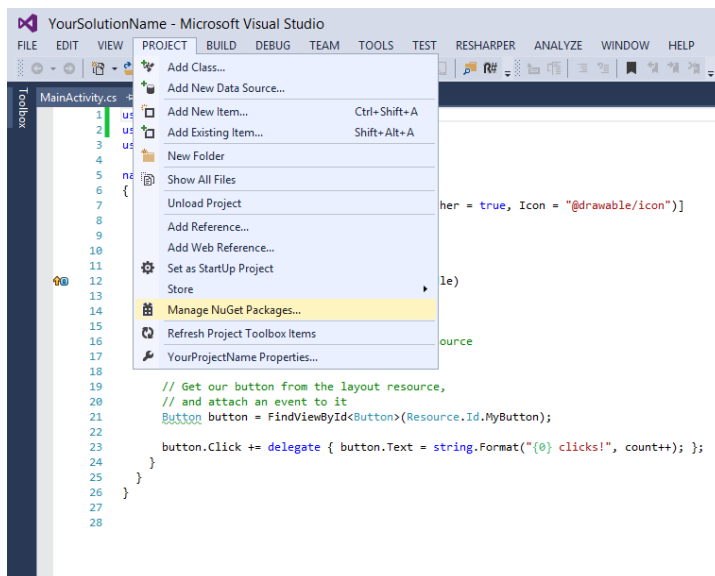 YourSolutionName - Microsoft Visual Studio
FILE EDIT VIEW PROJECT BUILD DEBUG TEAM TOOLS TEST RESHARPER ANALYZE WINDOW HELP
R#
Toolbox
MainActivity.cs
Add Class...
Add New Data Source...
Add New Item... Ctrl+Shift+A
Add Existing Item... Shift+Alt+A
New Folder
Show All Files
Unload Project
Add Reference...
Add Web Reference...
Set as StartUp Project
Store
Manage NuGet Packages...
Refresh Project Toolbox Items
YourProjectName Properties...
1 us
2 us
3 us
4
5 na
6 {
7 her = true, Icon = "@drawable/icon")]
8
9
10
11
12 le)
13
14
15
16 ource
17
18
19 // Get our button from the layout resource,
20 // and attach an event to it
21 Button button = FindViewById<Button>(Resource.Id.MyButton);
22
23 button.Click += delegate { button.Text = string.Format("{0} clicks!", count++); };
24 }
25 }
26 }
27
28